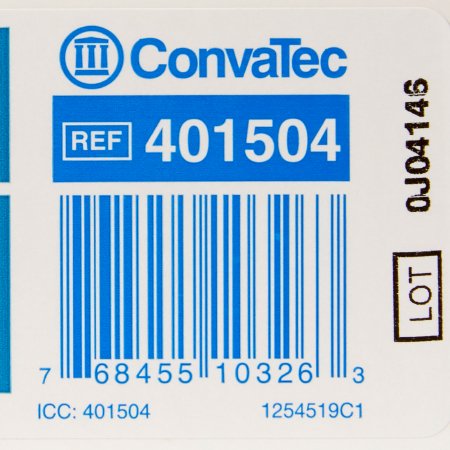 ConvaTec
REF 401504
7 68455 10326 3
ICC: 401504 1254519C1
LOT 0J04146